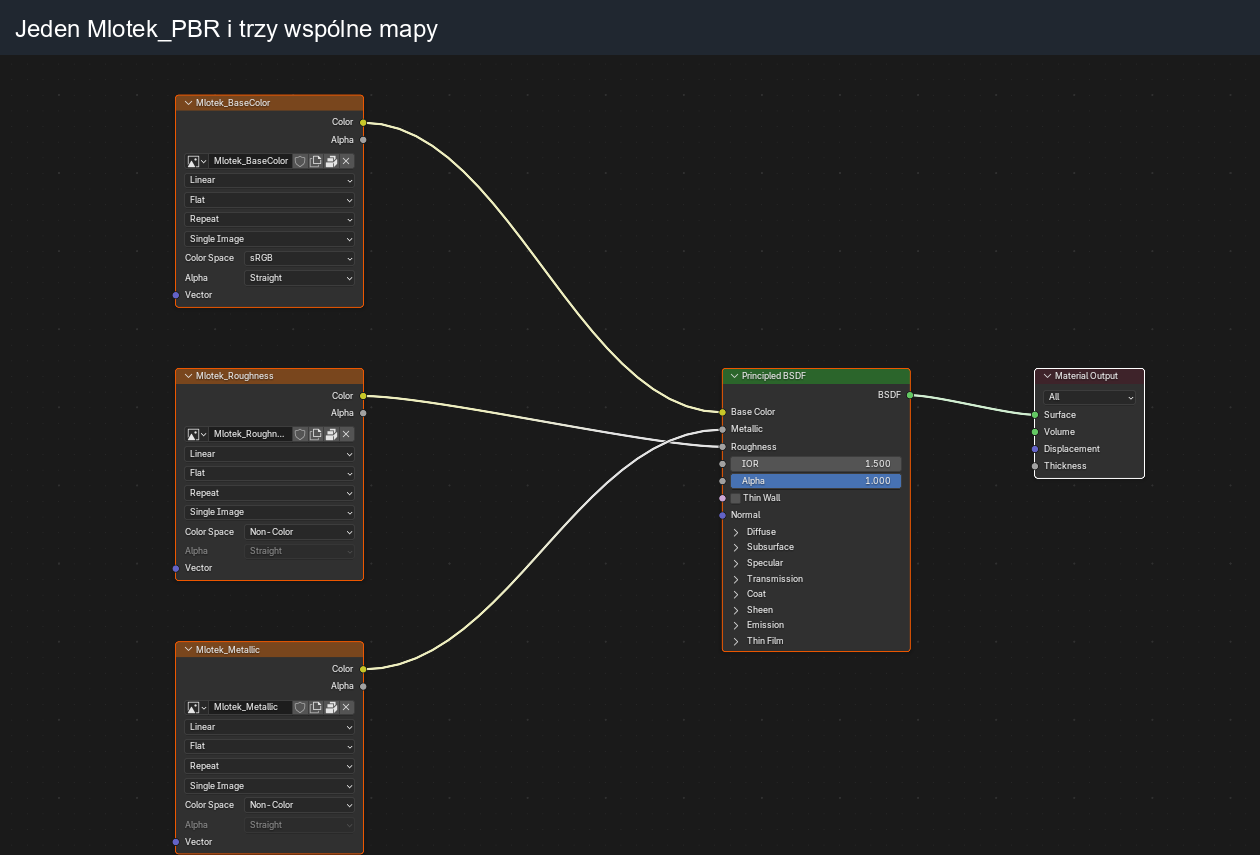 Jeden Mlotek_PBR i trzy wspólne mapy
Mlotek_BaseColor
Color
Alpha
Mlotek_BaseColor
Linear
Flat
Repeat
Single Image
Color Space sRGB
Alpha Straight
Vector
Mlotek_Roughness
Color
Alpha
Mlotek_Roughn...
Linear
Flat
Repeat
Single Image
Color Space Non-Color
Alpha Straight
Vector
Mlotek_Metallic
Color
Alpha
Mlotek_Metallic
Linear
Flat
Repeat
Single Image
Color Space Non-Color
Alpha Straight
Vector
Principled BSDF
BSDF
Base Color
Metallic
Roughness
IOR 1.500
Alpha 1.000
Thin Wall
Normal
Diffuse
Subsurface
Specular
Transmission
Coat
Sheen
Emission
Thin Film
Material Output
All
Surface
Volume
Displacement
Thickness